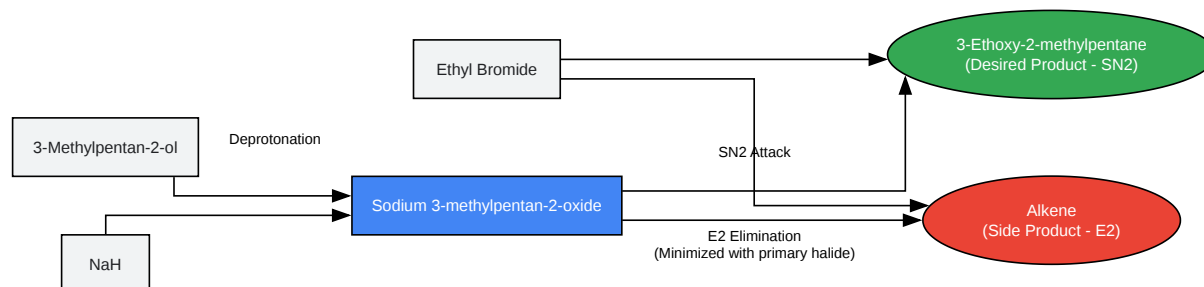 3-Ethoxy-2-methylpentane
(Desired Product - SN2)
Ethyl Bromide
3-Methylpentan-2-ol
Deprotonation
SN2 Attack
Sodium 3-methylpentan-2-oxide
Alkene
(Side Product - E2)
E2 Elimination
(Minimized with primary halide)
NaH